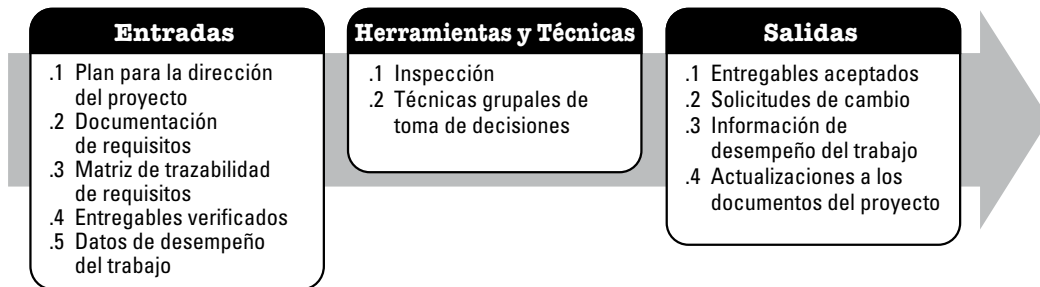 Entradas
.1 Plan para la dirección
del proyecto
.2 Documentación
de requisitos
.3 Matriz de trazabilidad
de requisitos
.4 Entregables verificados
.5 Datos de desempeño
del trabajo
Herramientas y Técnicas
.1 Inspección
.2 Técnicas grupales de
toma de decisiones
Salidas
.1 Entregables aceptados
.2 Solicitudes de cambio
.3 Información de
desempeño del trabajo
.4 Actualizaciones a los
documentos del proyecto